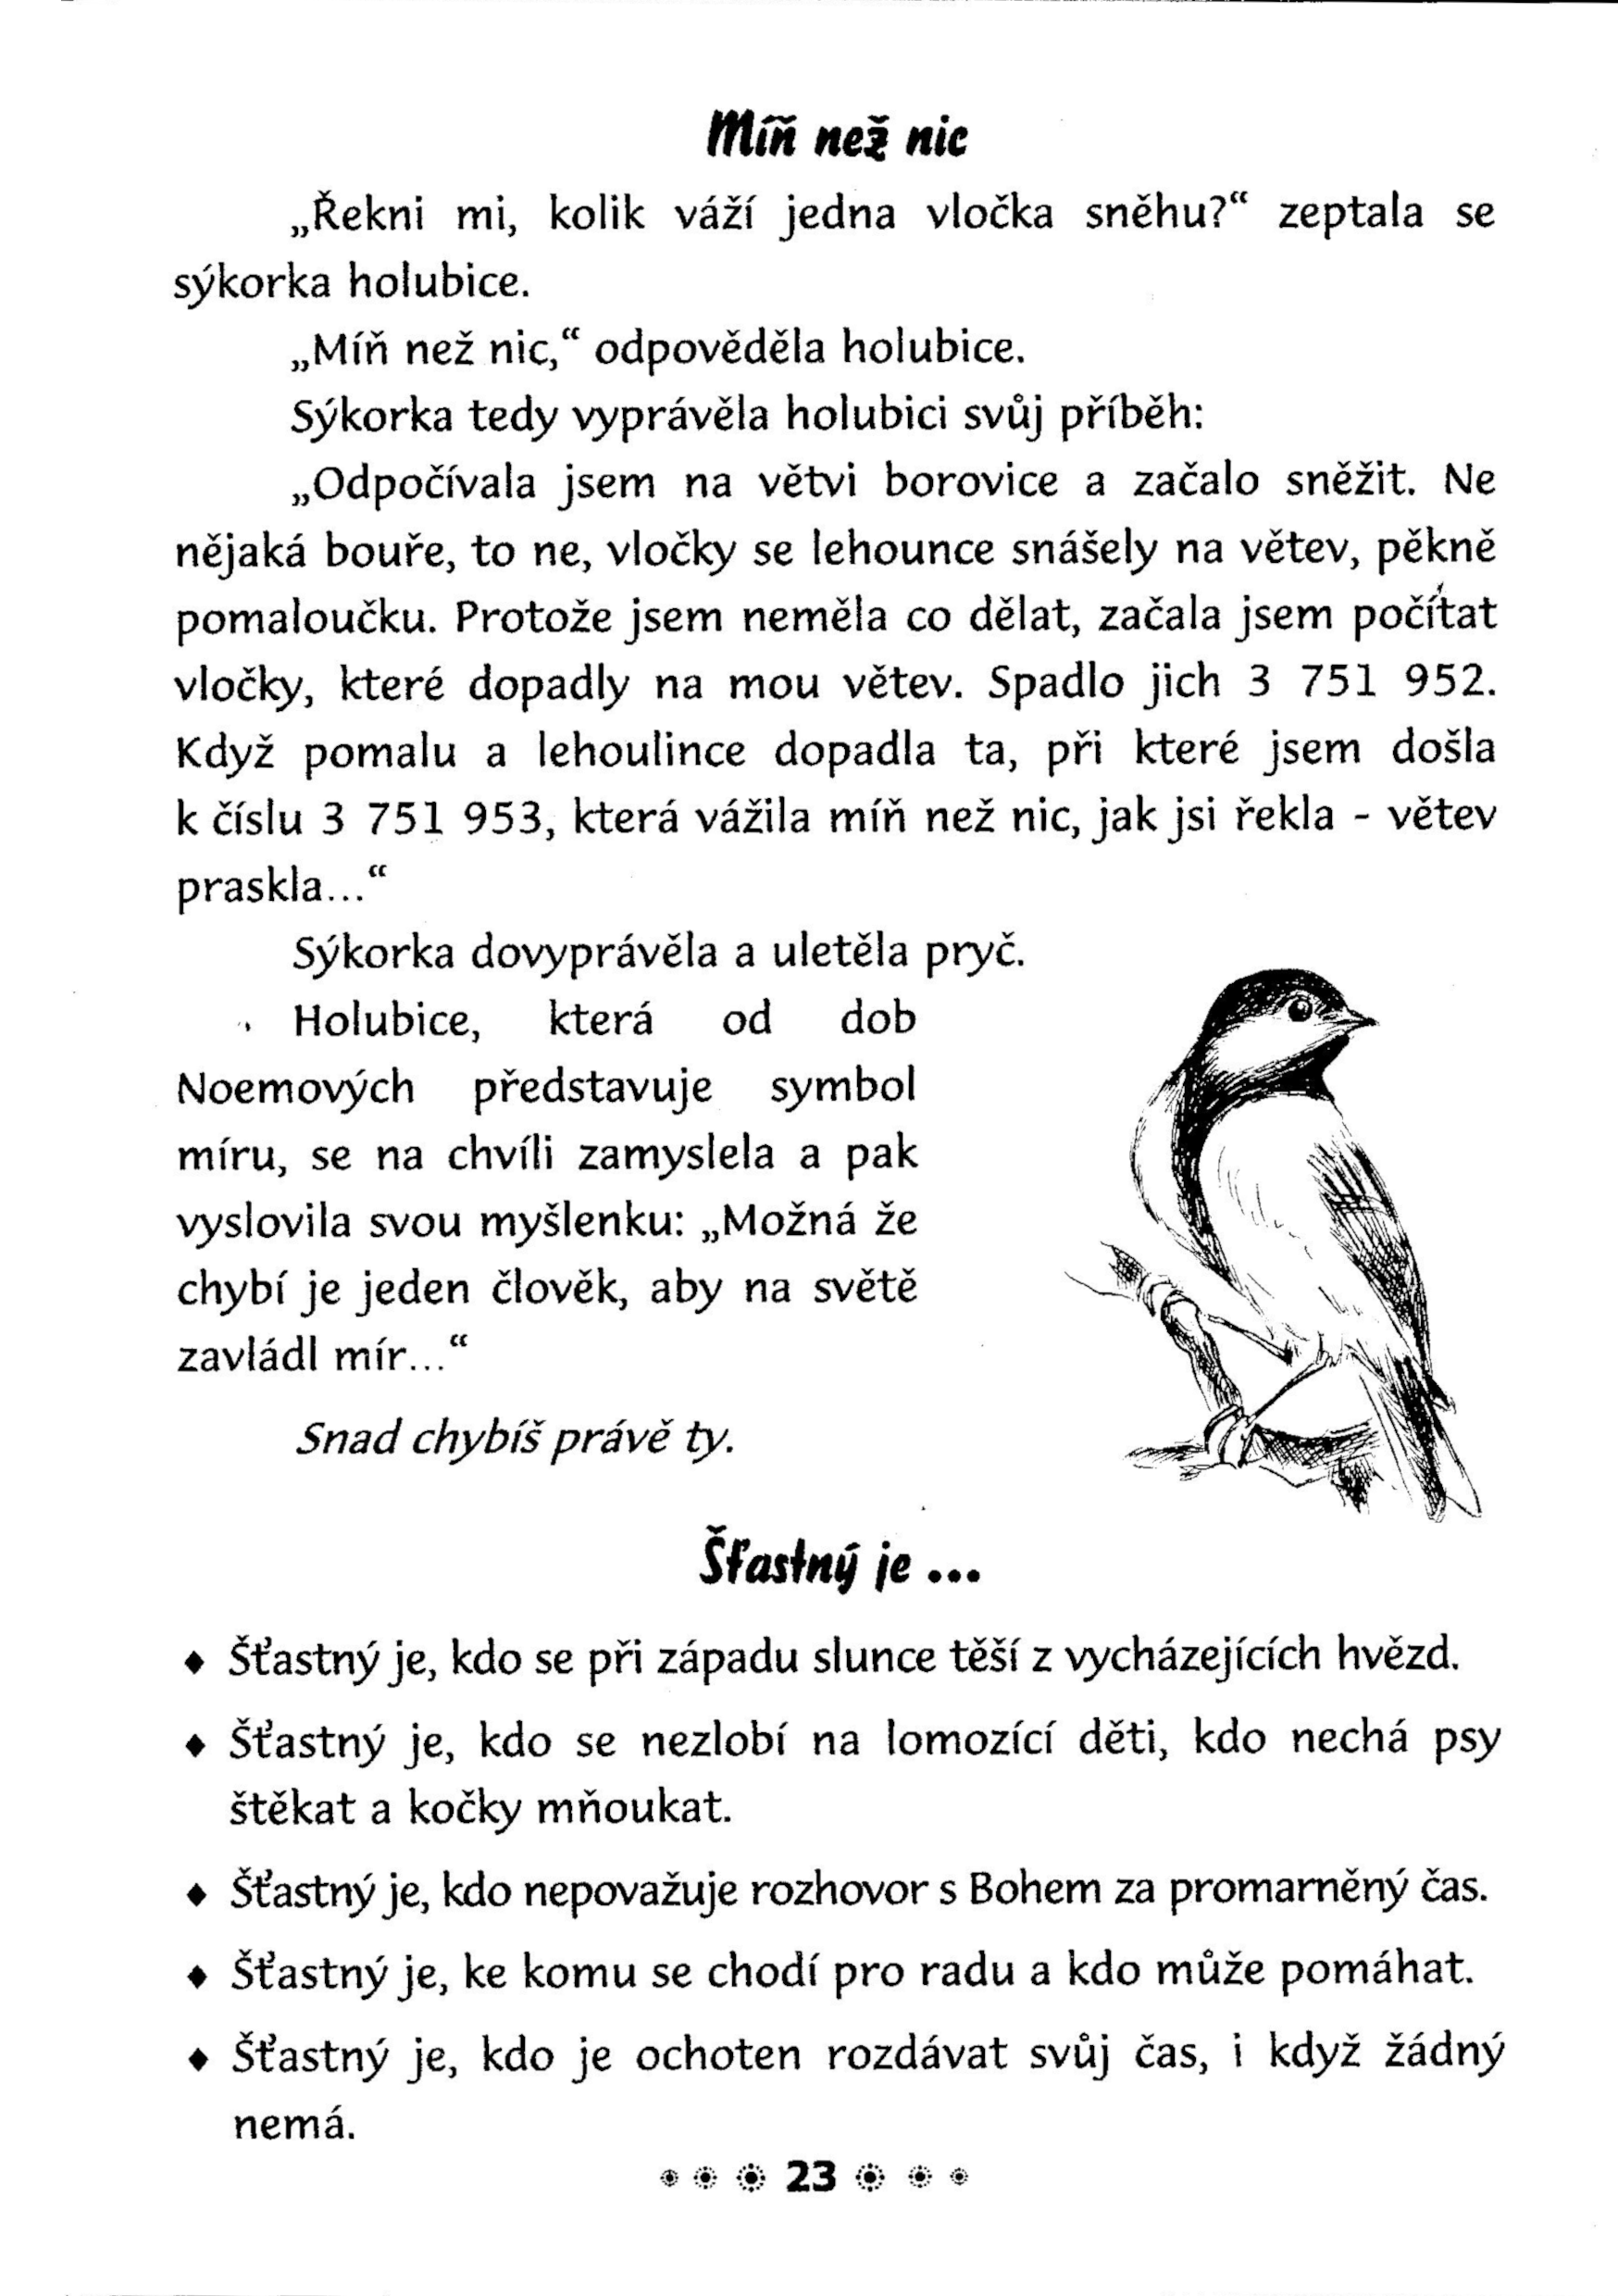 Míň než nic
„Řekni mi, kolik váží jedna vločka sněhu?“ zeptala se
sýkorka holubice.
„Míň než nic,“ odpověděla holubice.
Sýkorka tedy vyprávěla holubici svůj příběh:
„Odpočívala jsem na větvi borovice a začalo sněžit. Ne
nějaká bouře, to ne, vločky se lehounce snášely na větev, pěkně
pomaloučku. Protože jsem neměla co dělat, začala jsem počítat
vločky, které dopadly na mou větev. Spadlo jich 3 751 952.
Když pomalu a lehoulince dopadla ta, při které jsem došla
k číslu 3 751 953, která vážila míň než nic, jak jsi řekla - větev
praskla...“
Sýkorka dovyprávěla a uletěla pryč.
Holubice, která od dob
Noemových představuje symbol
míru, se na chvíli zamyslela a pak
vyslovila svou myšlenku: „Možná že
chybí je jeden člověk, aby na světě
zavládl mír...“
Snad chybíš právě ty.
Šťastný je ...
♦ Šťastný je, kdo se při západu slunce těší z vycházejících hvězd.
♦ Šťastný je, kdo se nezlobí na lomozící děti, kdo nechá psy
štěkat a kočky mňoukat.
♦ Šťastný je, kdo nepovažuje rozhovor s Bohem za promarněný čas.
♦ Šťastný je, ke komu se chodí pro radu a kdo může pomáhat.
♦ Šťastný je, kdo je ochoten rozdávat svůj čas, i když žádný
nemá.
23